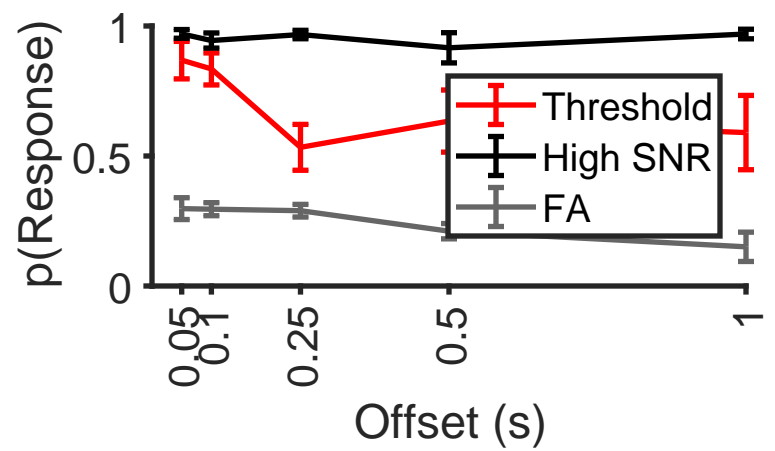 p(Response)
1
0.5
0
Threshold
High SNR
FA
0.05
0.1
0.25
0.5
1
Offset (s)